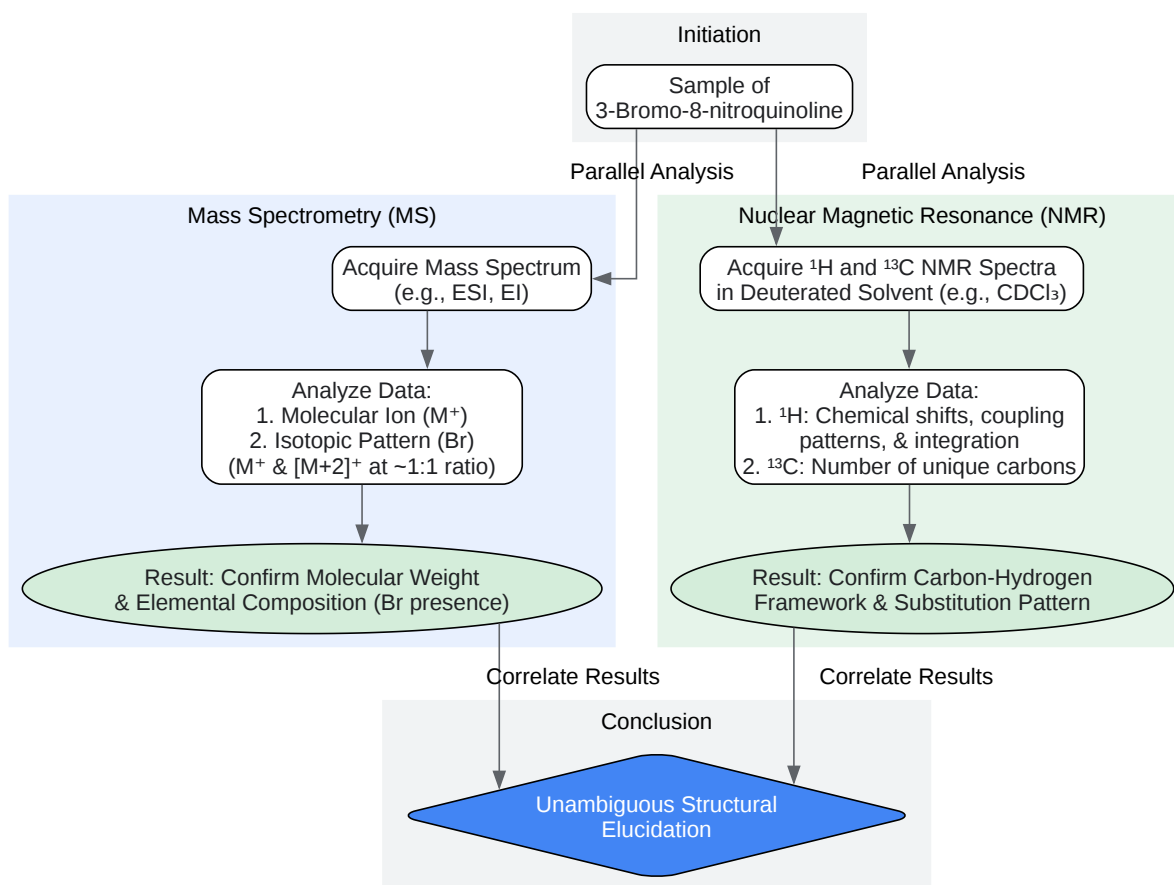 Initiation
Sample of
3-Bromo-8-nitroquinoline
Parallel Analysis
Parallel Analysis
Mass Spectrometry (MS)
Acquire Mass Spectrum
(e.g., ESI, EI)
Analyze Data:
1. Molecular Ion (M⁺)
2. Isotopic Pattern (Br)
(M⁺ & [M+2]⁺ at ~1:1 ratio)
Result: Confirm Molecular Weight
& Elemental Composition (Br presence)
Nuclear Magnetic Resonance (NMR)
Acquire ¹H and ¹³C NMR Spectra
in Deuterated Solvent (e.g., CDCl₃)
Analyze Data:
1. ¹H: Chemical shifts, coupling
patterns, & integration
2. ¹³C: Number of unique carbons
Result: Confirm Carbon-Hydrogen
Framework & Substitution Pattern
Correlate Results
Correlate Results
Conclusion
Unambiguous Structural
Elucidation